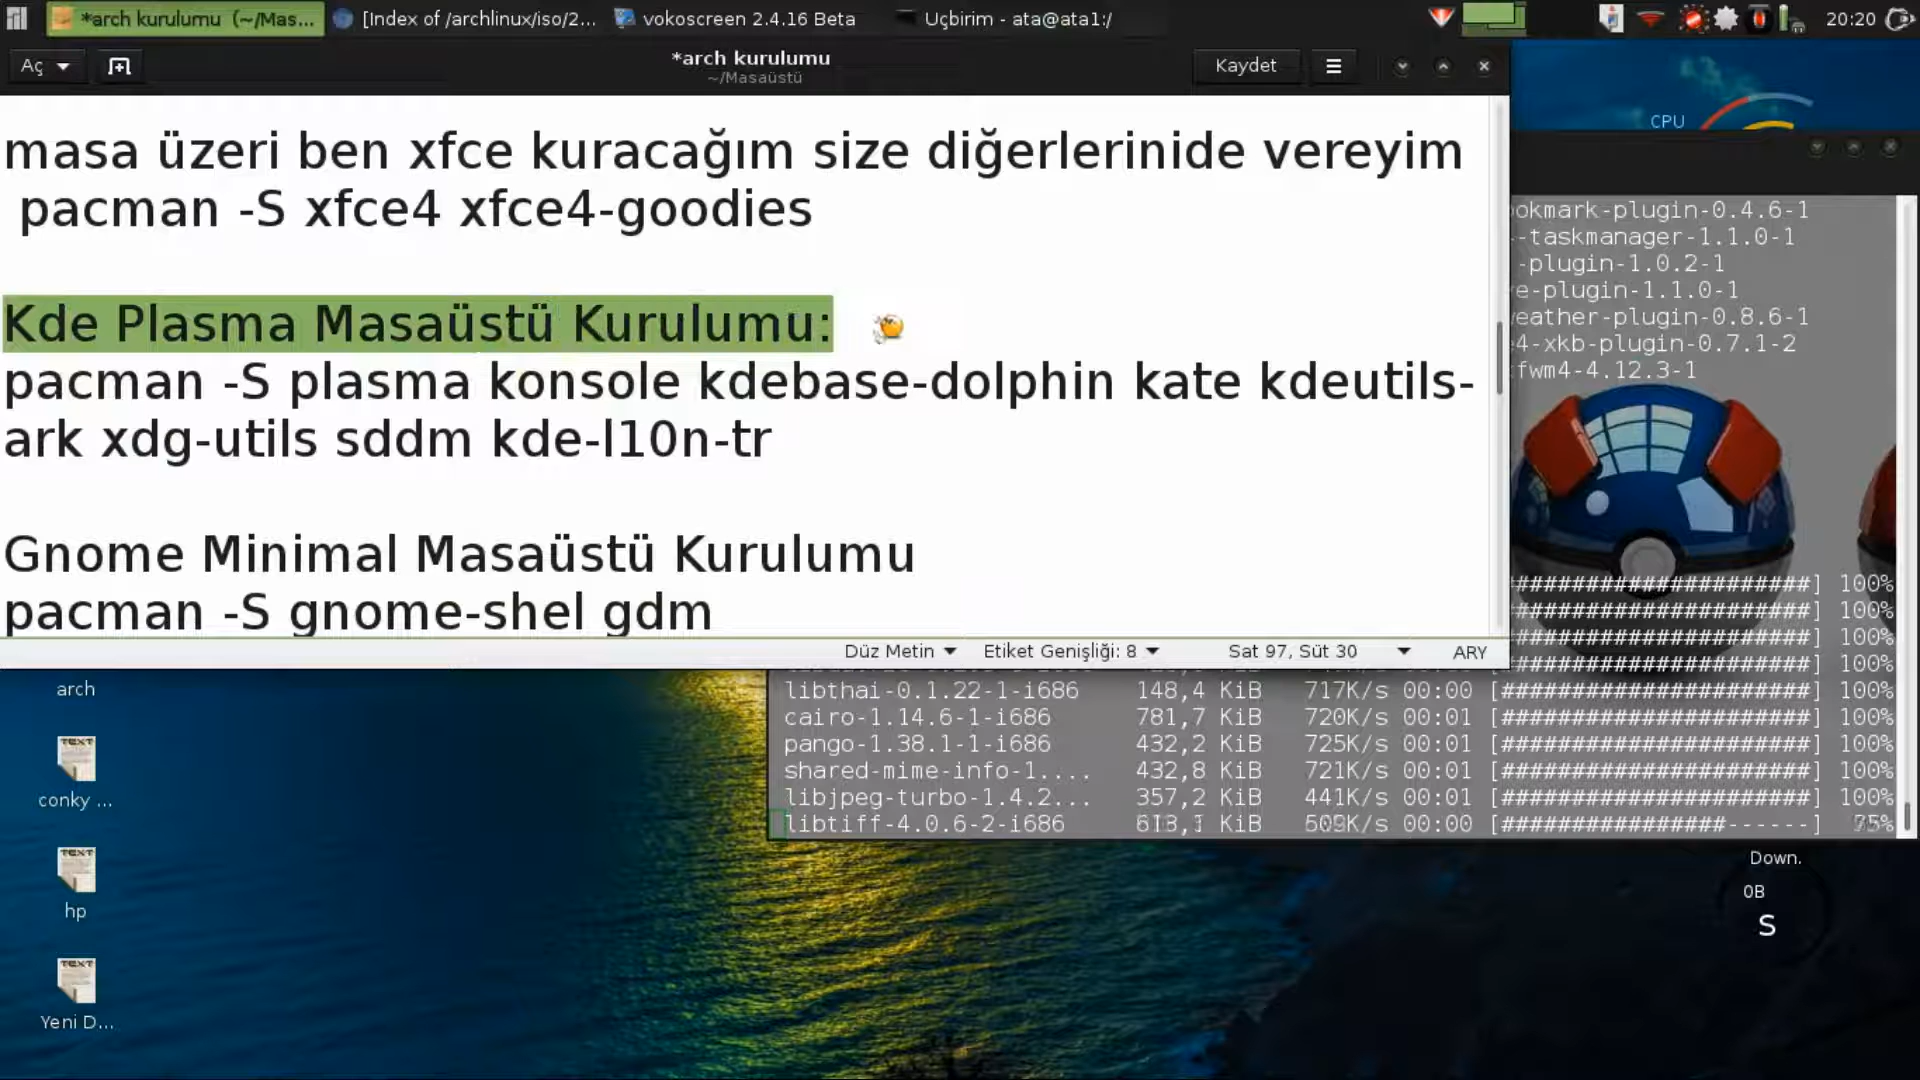 *arch kurulumu (~/Mas...
[Index of /archlinux/iso/2...
vokoscreen 2.4.16 Beta
Uçbirim - ata@ata1:/
20:20
Aç
*arch kurulumu
~/Masaüstü
Kaydet
CPU
masa üzeri ben xfce kuracağım size diğerlerinide vereyim
pacman -S xfce4 xfce4-goodies
Kde Plasma Masaüstü Kurulumu:
pacman -S plasma konsole kdebase-dolphin kate kdeutils-
ark xdg-utils sddm kde-l10n-tr
Gnome Minimal Masaüstü Kurulumu
pacman -S gnome-shel gdm
Düz Metin
Etiket Genişliği: 8
Sat 97, Süt 30
ARY
ookmark-plugin-0.4.6-1
-taskmanager-1.1.0-1
-plugin-1.0.2-1
e-plugin-1.1.0-1
eather-plugin-0.8.6-1
4-xkb-plugin-0.7.1-2
fwm4-4.12.3-1
######################] 100%
######################] 100%
######################] 100%
######################] 100%
libthai-0.1.22-1-i686 148,4 KiB 717K/s 00:00 [######################] 100%
cairo-1.14.6-1-i686 781,7 KiB 720K/s 00:01 [######################] 100%
pango-1.38.1-1-i686 432,2 KiB 725K/s 00:01 [######################] 100%
shared-mime-info-1.... 432,8 KiB 721K/s 00:01 [######################] 100%
libjpeg-turbo-1.4.2... 357,2 KiB 441K/s 00:01 [######################] 100%
libtiff-4.0.6-2-i686 KiB 00:00 [################------]
arch
conky ...
hp
Yeni D...
Down.
0B
S